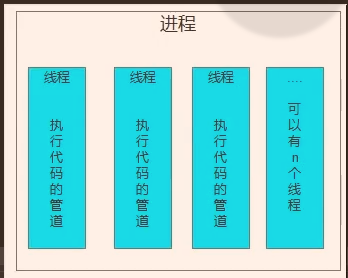 进程
线程
执行代码的管道
线程
执行代码的管道
线程
执行代码的管道
....
可以有n个线程